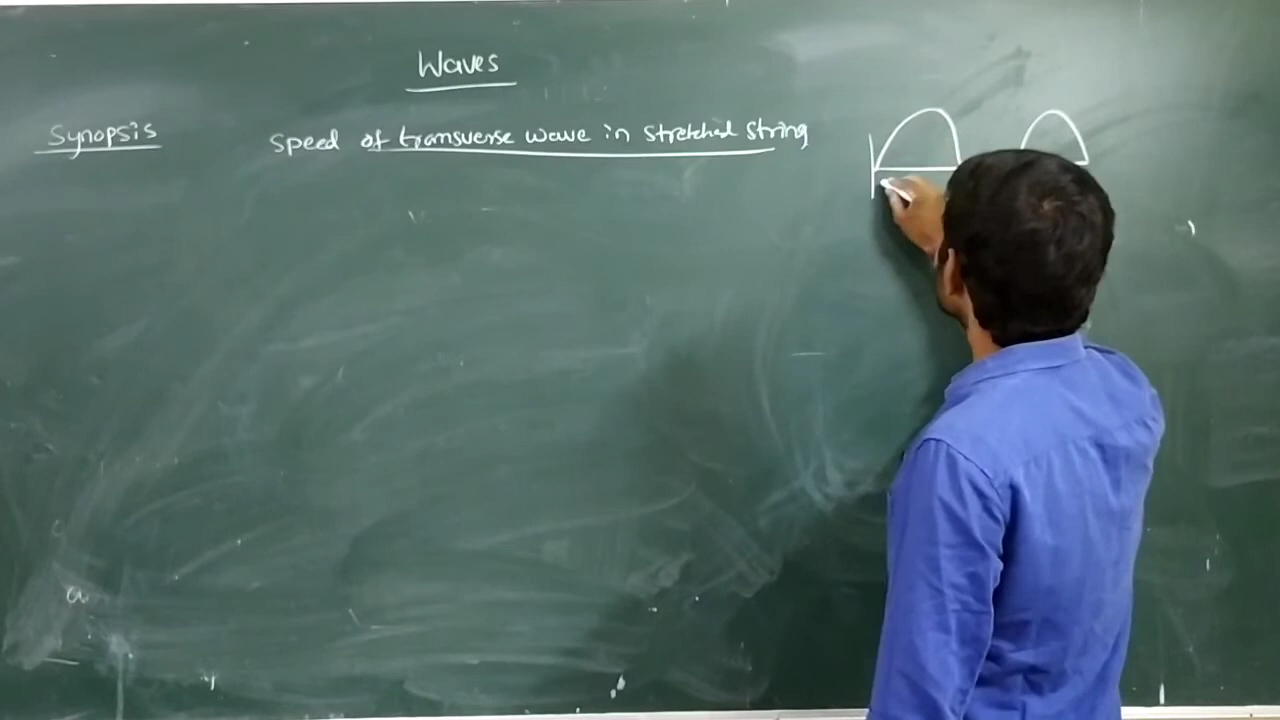 Waves
Synopsis
Speed of transverse wave in stretched string